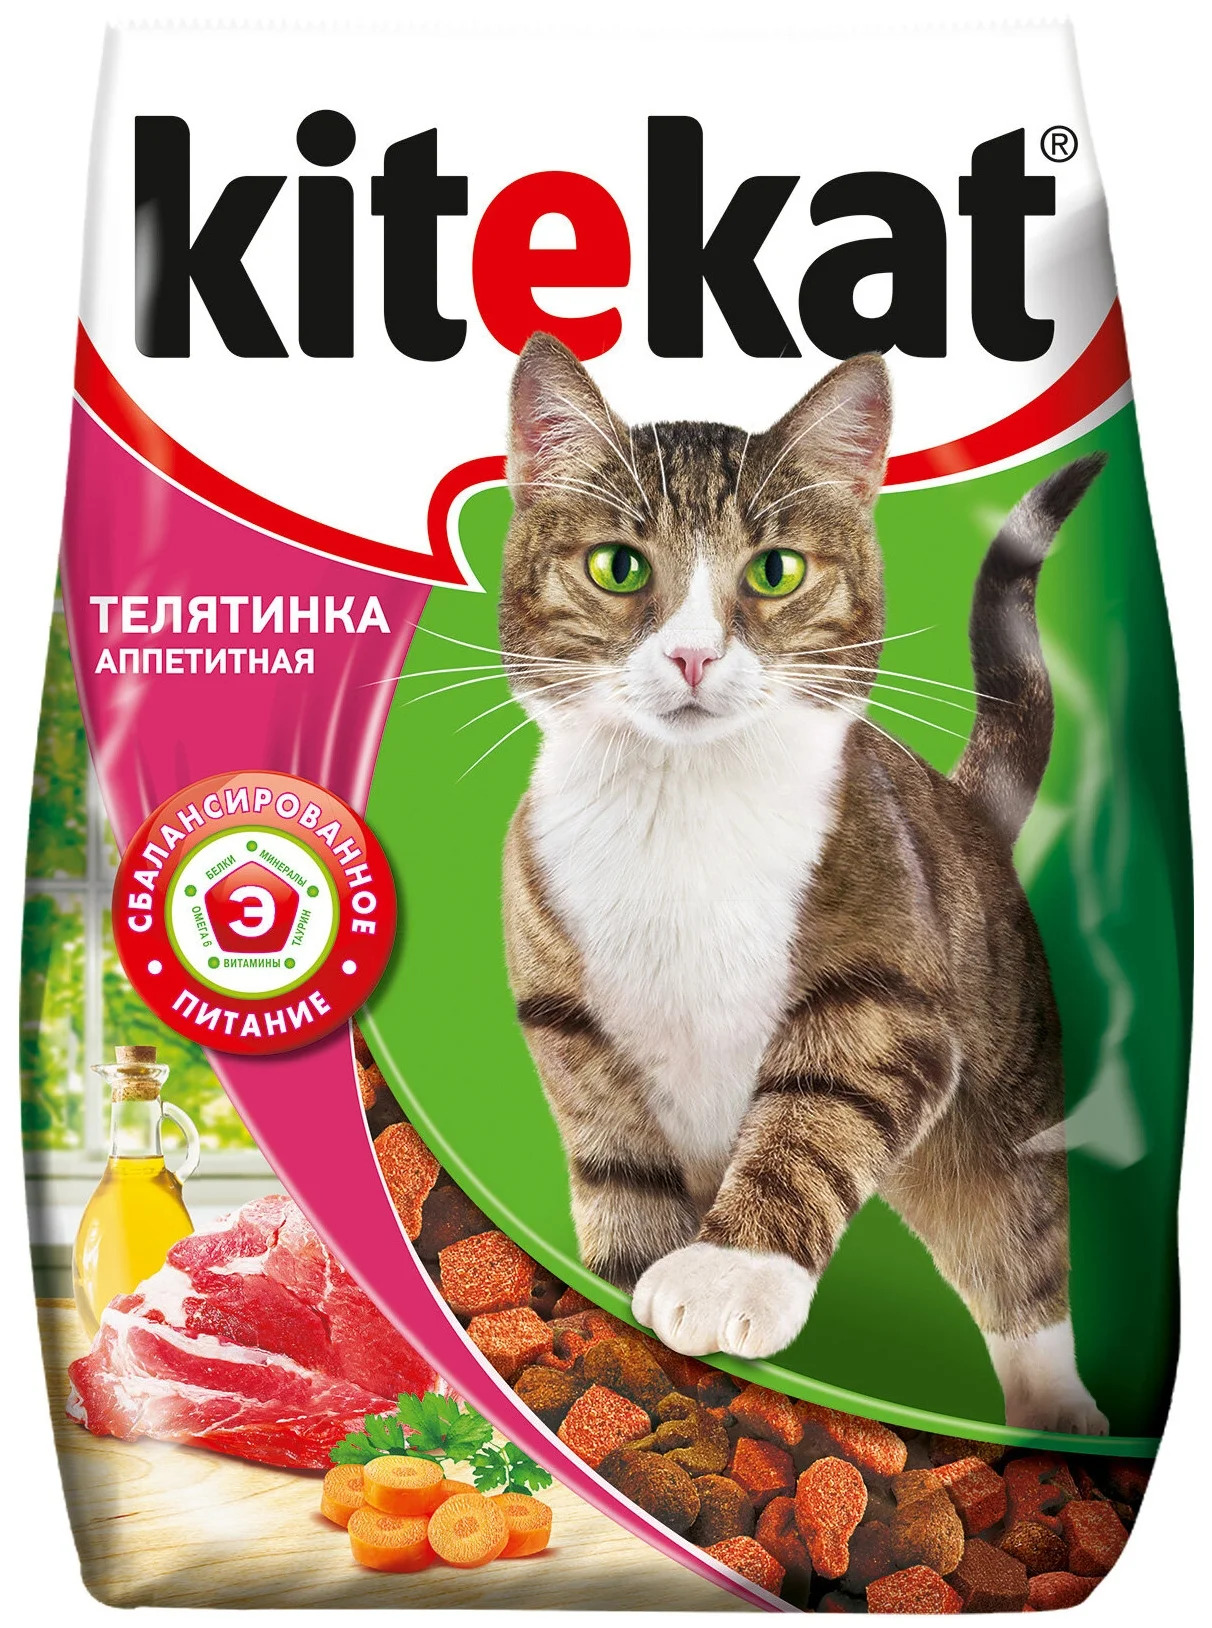 kitekat®
ТЕЛЯТИНКА
АППЕТИТНАЯ
СБАЛАНСИРОВАННОЕ
БЕЛКИ
МИНЕРАЛЫ
Э
ОМЕГА 6
ТАУРИН
ВИТАМИНЫ
ПИТАНИЕ